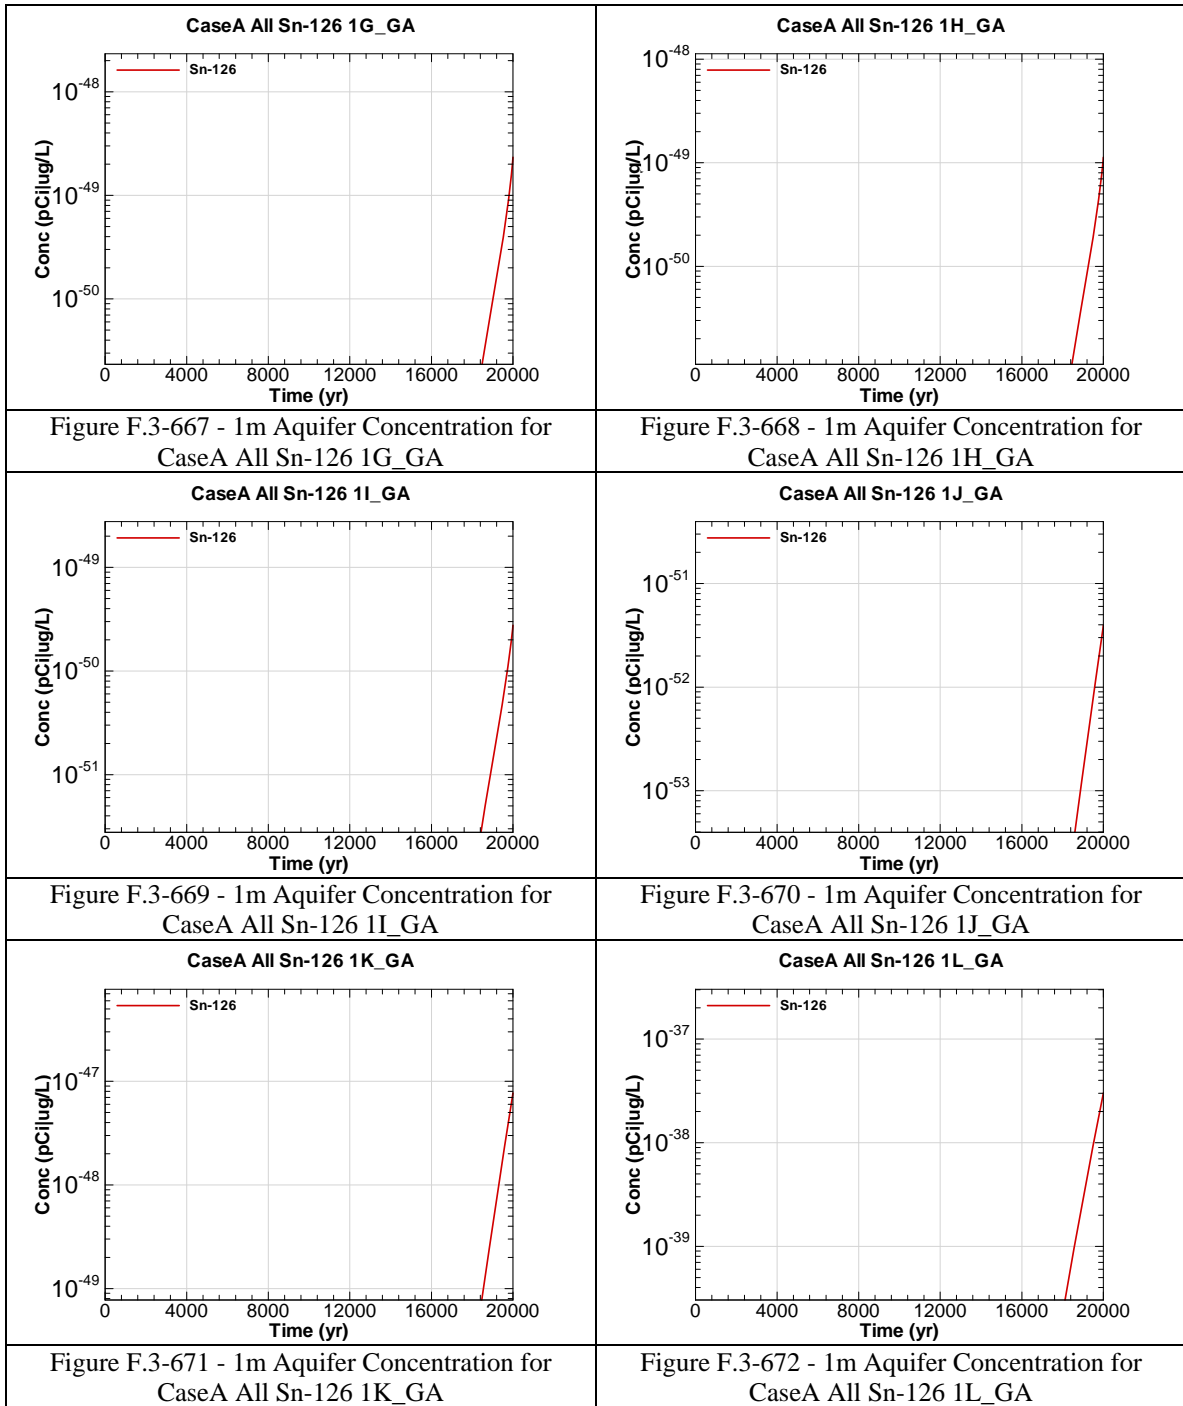 CaseA All Sn-126 1G_GA
Sn-126
10-48
10-49
10-50
Conc (pCi|ug/L)
0 4000 8000 12000 16000 20000
Time (yr)
Figure F.3-667 - 1m Aquifer Concentration for
CaseA All Sn-126 1G_GA
CaseA All Sn-126 1H_GA
Sn-126
10-48
10-49
10-50
Conc (pCi|ug/L)
0 4000 8000 12000 16000 20000
Time (yr)
Figure F.3-668 - 1m Aquifer Concentration for
CaseA All Sn-126 1H_GA
CaseA All Sn-126 1I_GA
Sn-126
10-49
10-50
10-51
Conc (pCi|ug/L)
0 4000 8000 12000 16000 20000
Time (yr)
Figure F.3-669 - 1m Aquifer Concentration for
CaseA All Sn-126 1I_GA
CaseA All Sn-126 1J_GA
Sn-126
10-51
10-52
10-53
Conc (pCi|ug/L)
0 4000 8000 12000 16000 20000
Time (yr)
Figure F.3-670 - 1m Aquifer Concentration for
CaseA All Sn-126 1J_GA
CaseA All Sn-126 1K_GA
Sn-126
10-47
10-48
10-49
Conc (pCi|ug/L)
0 4000 8000 12000 16000 20000
Time (yr)
Figure F.3-671 - 1m Aquifer Concentration for
CaseA All Sn-126 1K_GA
CaseA All Sn-126 1L_GA
Sn-126
10-37
10-38
10-39
Conc (pCi|ug/L)
0 4000 8000 12000 16000 20000
Time (yr)
Figure F.3-672 - 1m Aquifer Concentration for
CaseA All Sn-126 1L_GA